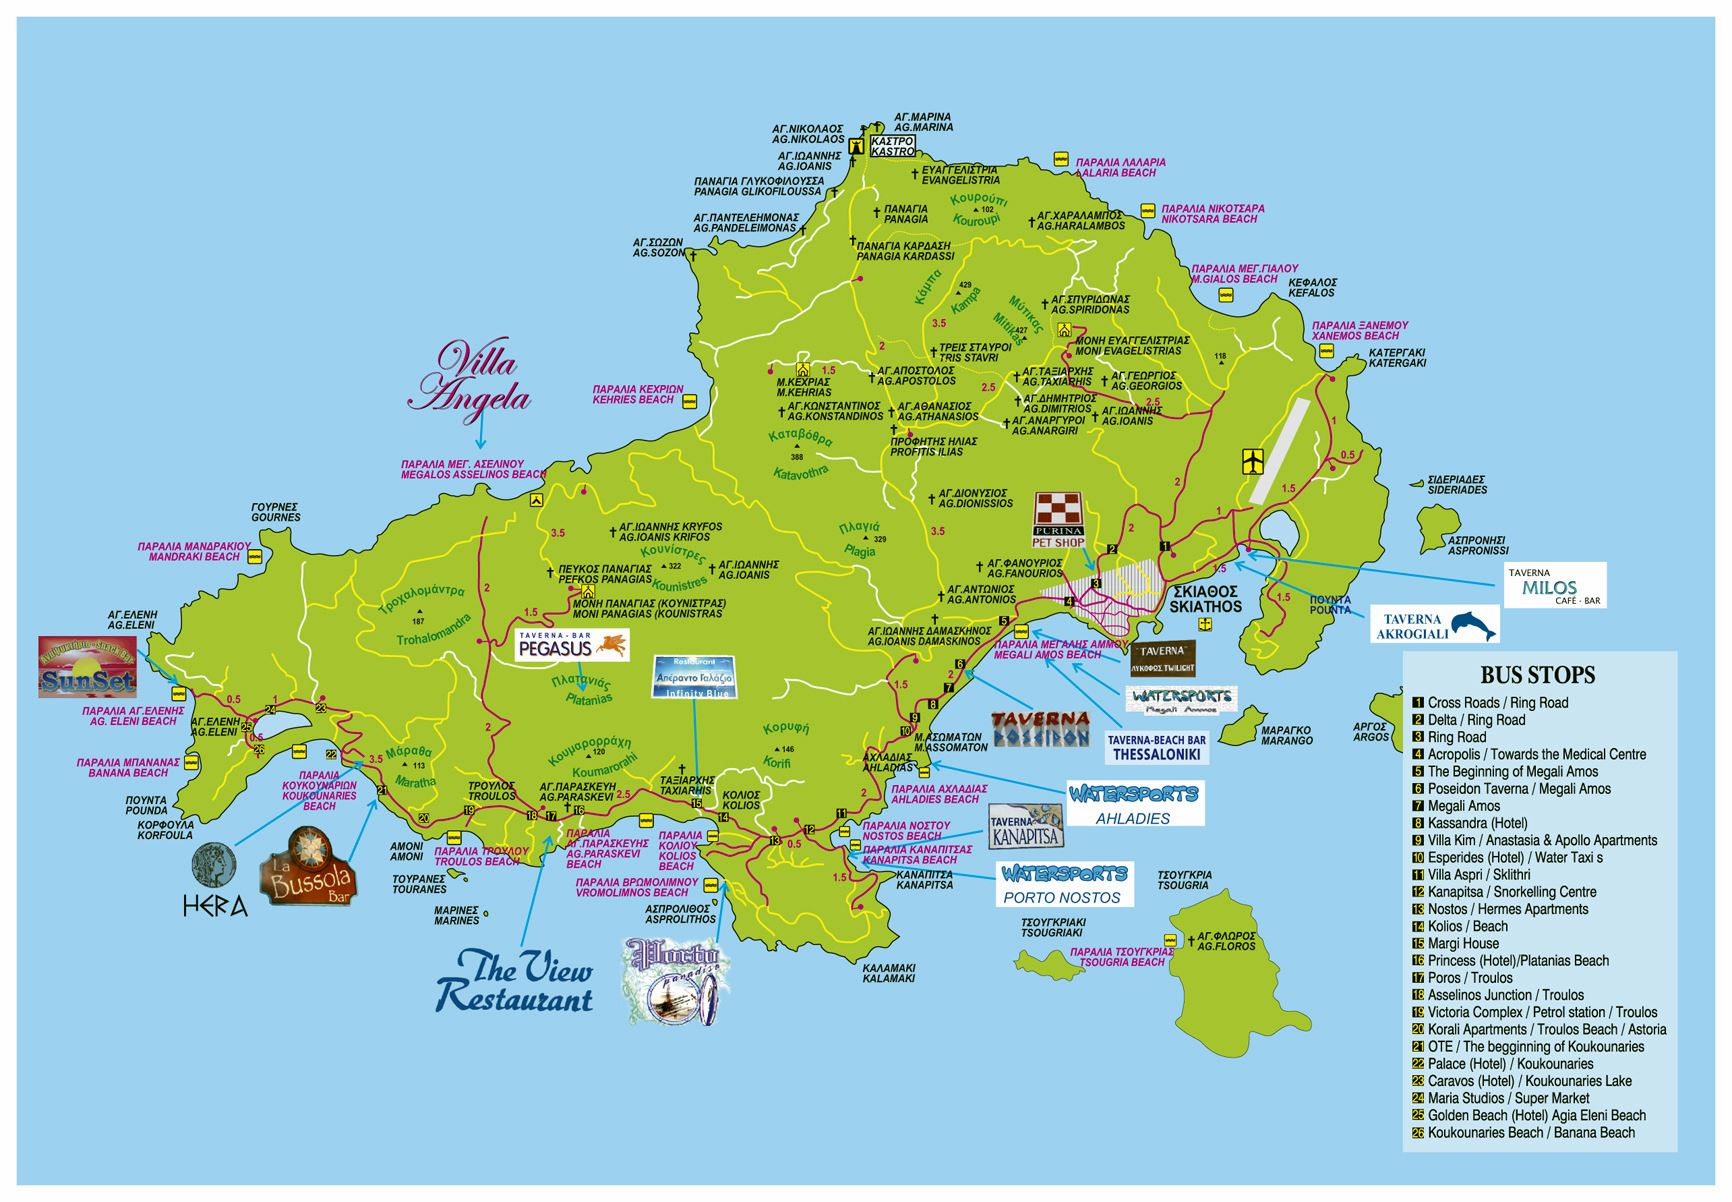 ΑΓ.ΜΑΡΙΝΑ
AG.MARINA
ΑΓ.ΝΙΚΟΛΑΟΣ
AG.NIKOLAOS
ΚΑΣΤΡΟ
KASTRO
ΑΓ.ΙΩΑΝΝΗΣ
AG.IOANIS
ΠΑΡΑΛΙΑ ΛΑΛΑΡΙΑ
LALARIA BEACH
ΕΥΑΓΓΕΛΙΣΤΡΙΑ
EVANGELISTRIA
ΠΑΝΑΓΙΑ ΓΛΥΚΟΦΙΛΟΥΣΣΑ
PANAGIA GLIKOFILOUSSA
Κουρούπι
102
Kouroupi
ΠΑΝΑΓΙΑ
PANAGIA
ΠΑΡΑΛΙΑ ΝΙΚΟΤΣΑΡΑ
NIKOTSARA BEACH
ΑΓ.ΧΑΡΑΛΑΜΠΟΣ
AG.HARALAMBOS
ΑΓ.ΠΑΝΤΕΛΕΗΜΟΝΑΣ
AG.PANDELEIMONAS
ΑΓ.ΣΩΖΩΝ
AG.SOZON
ΠΑΝΑΓΙΑ ΚΑΡΔΑΣΗ
PANAGIA KARDASSI
ΠΑΡΑΛΙΑ ΜΕΓ.ΓΙΑΛΟΥ
M.GIALOS BEACH
ΚΕΦΑΛΟΣ
KEFALOS
Κάμπα
429
Kampa
3.5
Μύτικας
Mitikas
427
ΑΓ.ΣΠΥΡΙΔΩΝΑΣ
AG.SPIRIDONAS
ΠΑΡΑΛΙΑ ΞΑΝΕΜΟΥ
XANEMOS BEACH
ΜΟΝΗ ΕΥΑΓΓΕΛΙΣΤΡΙΑΣ
MONI EVAGELISTRIAS
118
ΚΑΤΕΡΓΑΚΙ
KATERGAKI
2
ΤΡΕΙΣ ΣΤΑΥΡΟΙ
TRIS STAVRI
Villa
Angela
1.5
Μ.ΚΕΧΡΙΑΣ
M.KEHRIAS
ΑΓ.ΑΠΟΣΤΟΛΟΣ
AG.APOSTOLOS
2.5
ΑΓ.ΤΑΞΙΑΡΧΗΣ
AG.TAXIARHIS
ΑΓ.ΓΕΩΡΓΙΟΣ
AG.GEORGIOS
ΠΑΡΑΛΙΑ ΚΕΧΡΙΩΝ
KEHRIES BEACH
ΑΓ.ΚΩΝΣΤΑΝΤΙΝΟΣ
AG.KONSTANDINOS
ΑΓ.ΑΘΑΝΑΣΙΟΣ
AG.ATHANASIOS
ΑΓ.ΔΗΜΗΤΡΙΟΣ
AG.DIMITRIOS
2.5
ΑΓ.ΙΩΑΝΝΗΣ
AG.IOANIS
ΑΓ.ΑΝΑΡΓΥΡΟΙ
AG.ANARGIRI
1
Καταβόθρα
388
Katavothra
ΠΡΟΦΗΤΗΣ ΗΛΙΑΣ
PROFITIS ILIAS
0.5
ΠΑΡΑΛΙΑ ΜΕΓ. ΑΣΕΛΙΝΟΥ
MEGALOS ASSELINOS BEACH
2
1.5
ΣΙΔΕΡΙΑΔΕΣ
SIDERIADES
ΑΓ.ΔΙΟΝΥΣΙΟΣ
AG.DIONISSIOS
ΓΟΥΡΝΕΣ
GOURNES
PURINA
PET SHOP
1
2
3.5
ΑΓ.ΙΩΑΝΝΗΣ KRYFOS
AG.IOANIS KRIFOS
Πλαγιά
329
Plagia
3.5
ΠΑΡΑΛΙΑ ΜΑΝΔΡΑΚΙΟΥ
MANDRAKI BEACH
Κουνίστρες
322
Kounistres
ΑΓ.ΙΩΑΝΝΗΣ
AG.IOANIS
2
1
ΑΣΠΡΟΝΗΣΙ
ASPRONISSI
ΠΕΥΚΟΣ ΠΑΝΑΓΙΑΣ
PEFKOS PANAGIAS
ΑΓ.ΦΑΝΟΥΡΙΟΣ
AG.FANOURIOS
1.5
TAVERNA
MILOS
CAFÉ - BAR
2
Τροχαλομάντρα
187
Trohalomandra
3
ΣΚΙΑΘΟΣ
SKIATHOS
1.5
ΠΟΥΝΤΑ
POUNTA
ΜΟΝΗ ΠΑΝΑΓΙΑΣ (ΚΟΥΝΙΣΤΡΑΣ)
MONI PANAGIAS (KOUNISTRAS)
1.5
ΑΓ.ΑΝΤΩΝΙΟΣ
AG.ANTONIOS
4
ΑΓ.ΕΛΕΝΗ
AG.ELENI
TAVERNA
AKROGIALI
5
ΑΓ.ΙΩΑΝΝΗΣ ΔΑΜΑΣΚΗΝΟΣ
AG.IOANIS DAMASKINOS
TAVERNA - BAR
PEGASUS
ΠΑΡΑΛΙΑ ΜΕΓΑΛΗΣ ΑΜΜΟΥ
MEGALI AMOS BEACH
"TAVERNA"
ΛΥΚΟΦΩΣ TWILIGHT
Αναψυκτήριο - Snack Bar
SunSet
Restaurant
Απέραντο Γαλάζιο
Infinity Blue
6
2
7
1.5
Πλατανιός
Platanias
WATERSPORTS
Megali Ammos
0.5
1
24
23
8
9
10
ΠΑΡΑΛΙΑ ΑΓ.ΕΛΕΝΗΣ
AG. ELENI BEACH
ΑΓ.ΕΛΕΝΗ
AG.ELENI
25
0.5
26
22
TAVERNA
POSEIDON
TAVERNA-BEACH BAR
THESSALONIKI
ΜΑΡΑΓΚΟ
MARANGO
ΑΡΓΟΣ
ARGOS
Κορυφή
146
Korifi
Μ.ΑΣΩΜΑΤΩΝ
M.ASSOMATON
2
Κουμαρορράχη
120
Koumarorahi
Μάραθα
113
Maratha
3.5
ΠΑΡΑΛΙΑ ΜΠΑΝΑΝΑΣ
BANANA BEACH
ΑΧΛΑΔΙΑΣ
AHLADIAS
ΠΑΡΑΛΙΑ
ΚΟΥΚΟΥΝΑΡΙΩΝ
KOUKOUNARIES
BEACH
21
ΤΡΟΥΛΟΣ
TROULOS
ΑΓ.ΠΑΡΑΣΚΕΥΗ
AG.PARASKEVI
2.5
ΤΑΞΙΑΡΧΗΣ
TAXIARHIS
15
ΚΟΛΙΟΣ
KOLIOS
2
ΠΑΡΑΛΙΑ ΑΧΛΑΔΙΑΣ
AHLADIES BEACH
WATERSPORTS
AHLADIES
ΠΟΥΝΤΑ
POUNDA
ΚΟΡΦΟΥΛΑ
KORFOULA
20
19
18
17
16
14
13
12
11
0.5
ΠΑΡΑΛΙΑ ΝΟΣΤΟΥ
NOSTOS BEACH
TAVERNA
KANAPITSA
ΠΑΡΑΛΙΑ
ΑΓ.ΠΑΡΑΣΚΕΥΗΣ
AG.PARASKEVI
BEACH
ΠΑΡΑΛΙΑ
ΚΟΛΙΟΥ
KOLIOS
BEACH
ΠΑΡΑΛΙΑ ΚΑΝΑΠΙΤΣΑΣ
KANAPITSA BEACH
ΑΜΟΝΙ
AMONI
ΠΑΡΑΛΙΑ ΤΡΟΥΛΟΥ
TROULOS BEACH
La
Bussola
Bar
HERA
ΤΟΥΡΑΝΕΣ
TOURANES
ΠΑΡΑΛΙΑ ΒΡΩΜΟΛΙΜΝΟΥ
VROMOLIMNOS BEACH
1.5
ΚΑΝΑΠΙΤΣΑ
KANAPITSA
WATERSPORTS
PORTO NOSTOS
ΤΣΟΥΓΚΡΙΑ
TSOUGRIA
ΜΑΡΙΝΕΣ
MARINES
ΑΣΠΡΟΛΙΘΟΣ
ASPROLITHOS
ΤΣΟΥΓΚΡΙΑΚΙ
TSOUGRIAKI
ΑΓ.ΦΛΩΡΟΣ
AG.FLOROS
ΠΑΡΑΛΙΑ ΤΣΟΥΓΚΡΙΑΣ
TSOUGRIA BEACH
The View
Restaurant
Porto
paradiso
ΚΑΛΑΜΑΚΙ
KALAMAKI
BUS STOPS
1 Cross Roads / Ring Road
2 Delta / Ring Road
3 Ring Road
4 Acropolis / Towards the Medical Centre
5 The Beginning of Megali Amos
6 Poseidon Taverna / Megali Amos
7 Megali Amos
8 Kassandra (Hotel)
9 Villa Kim / Anastasia & Apollo Apartments
10 Esperides (Hotel) / Water Taxi s
11 Villa Aspri / Sklithri
12 Kanapitsa / Snorkelling Centre
13 Nostos / Hermes Apartments
14 Kolios / Beach
15 Margi House
16 Princess (Hotel)/Platanias Beach
17 Poros / Troulos
18 Asselinos Junction / Troulos
19 Victoria Complex / Petrol station / Troulos
20 Korali Apartments / Troulos Beach / Astoria
21 OTE / The begginning of Koukounaries
22 Palace (Hotel) / Koukounaries
23 Caravos (Hotel) / Koukounaries Lake
24 Maria Studios / Super Market
25 Golden Beach (Hotel) Agia Eleni Beach
26 Koukounaries Beach / Banana Beach